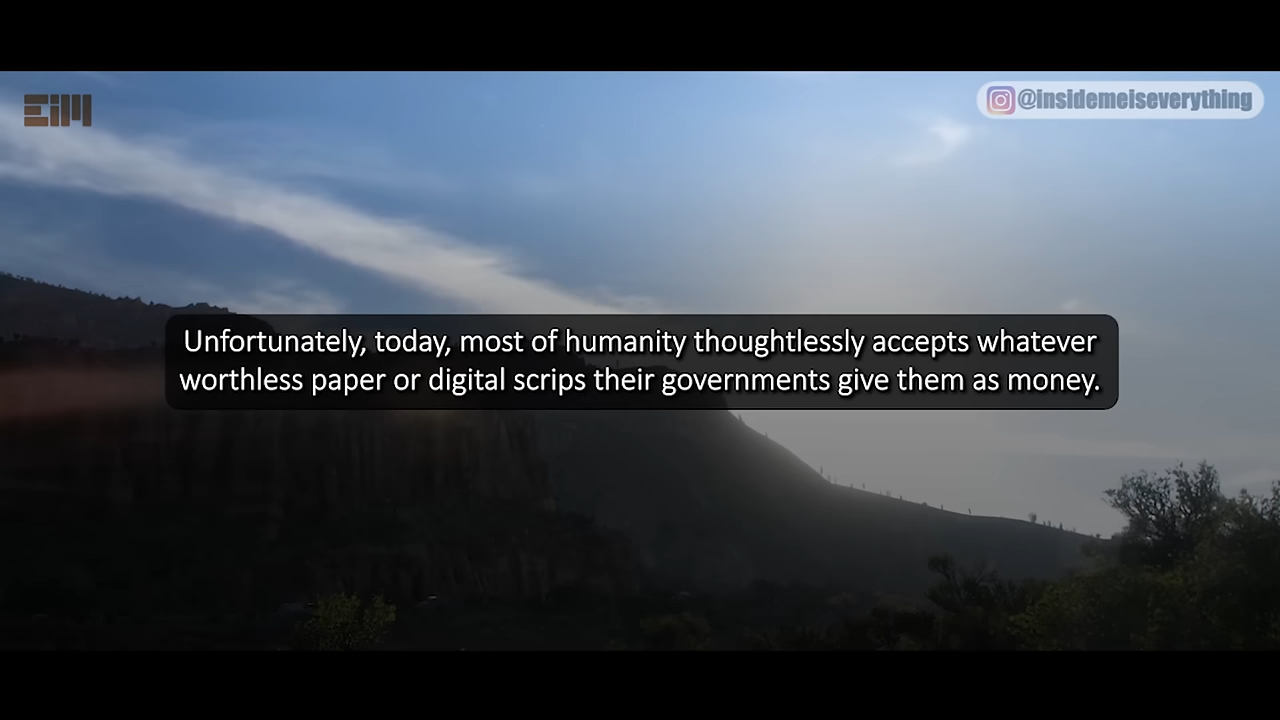 EiM
@insidemeiseverything
Unfortunately, today, most of humanity thoughtlessly accepts whatever
worthless paper or digital scrips their governments give them as money.